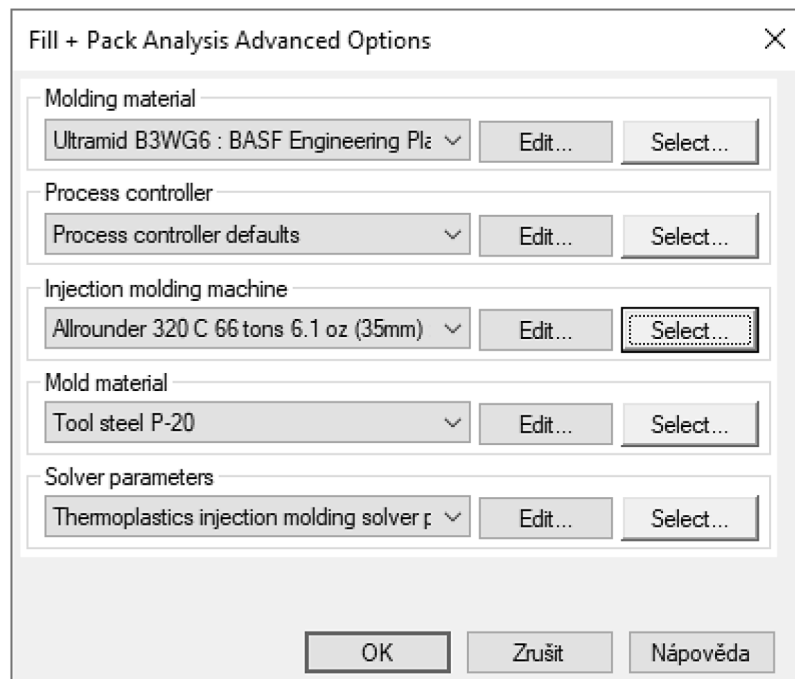 Fill + Pack Analysis Advanced Options
Molding material
Ultramid B3WG6 : BASF Engineering Pla Edit... Select...
Process controller
Process controller defaults Edit... Select...
Injection molding machine
Allrounder 320 C 66 tons 6.1 oz (35mm) Edit... Select...
Mold material
Tool steel P-20 Edit... Select...
Solver parameters
Thermoplastics injection molding solver p Edit... Select...
OK Zrušit Nápověda